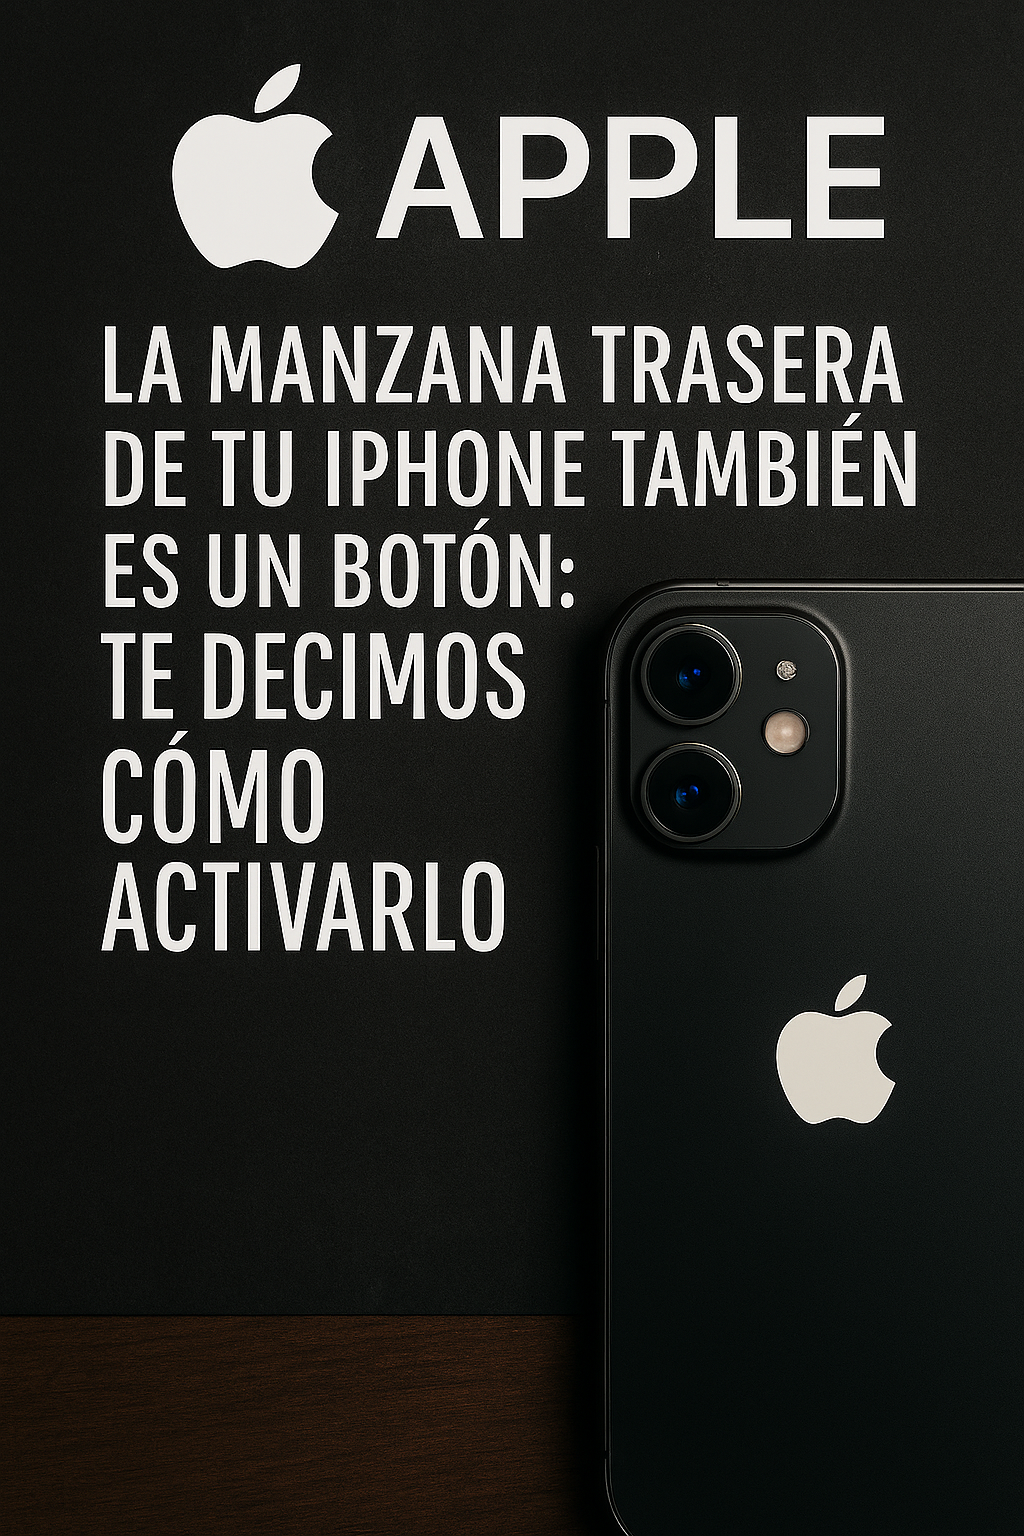 APPLE
LA MANZANA TRASERA
DE TU IPHONE TAMBIÉN
ES UN BOTÓN:
TE DECIMOS
CÓMO
ACTIVARLO